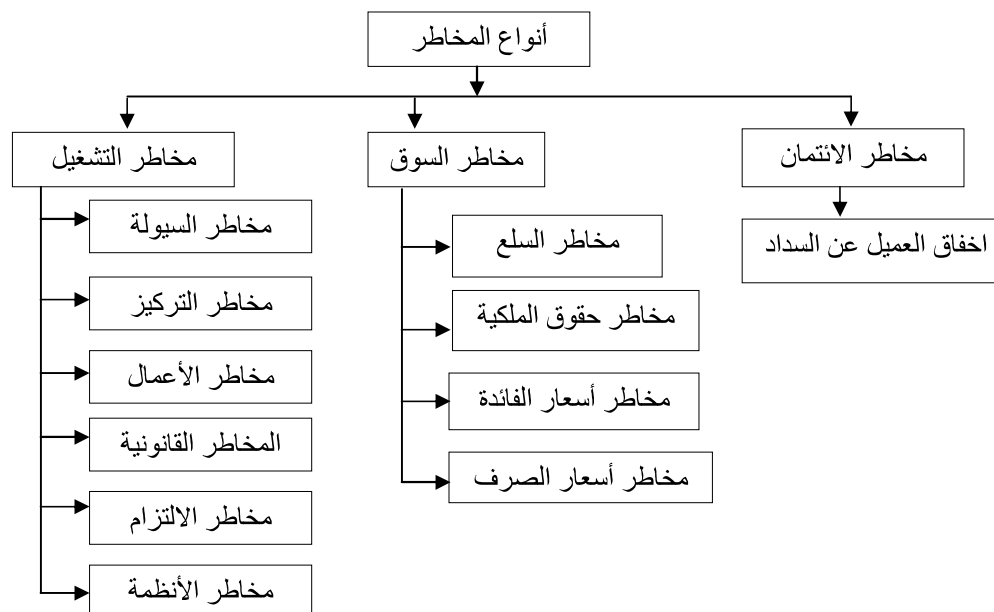 أنواع المخاطر
مخاطر الائتمان
اخفاق العميل عن السداد
مخاطر السوق
مخاطر السلع
مخاطر حقوق الملكية
مخاطر أسعار الفائدة
مخاطر أسعار الصرف
مخاطر التشغيل
مخاطر السيولة
مخاطر التركيز
مخاطر الأعمال
المخاطر القانونية
مخاطر الالتزام
مخاطر الأنظمة